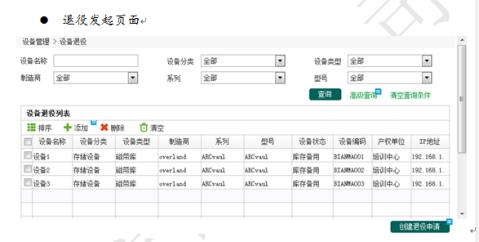 ● 退役发起页面
设备管理 > 设备退役
设备名称 设备分类 全部 设备类型 全部
制造商 全部 系列 全部 型号 全部
查询 高级查询 清空查询条件
设备退役列表
排序 添加 删除 清空
设备名称 设备分类 设备类型 制造商 系列 型号 设备状态 设备编码 产权单位 IP地址
设备1 存储设备 磁带库 overland ARCvaul ARCvaul 库存备用 BIANMAO01 培训中心 192.168.1.
设备2 存储设备 磁带库 overland ARCvaul ARCvaul 库存备用 BIANMAO02 培训中心 192.168.1.
设备3 存储设备 磁带库 overland ARCvaul ARCvaul 库存备用 BIANMAO03 培训中心 192.168.1.
创建退役申请